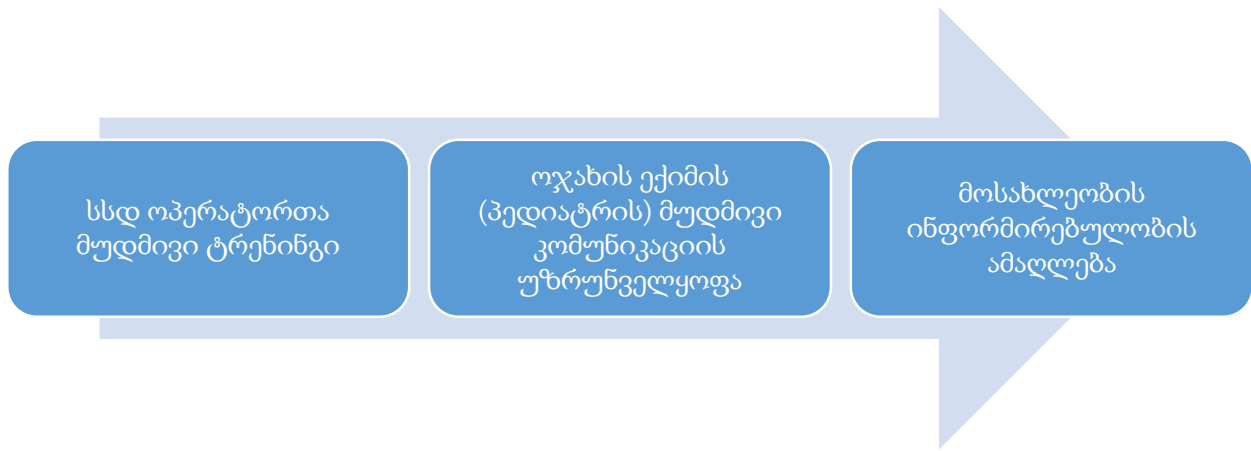 სსდ ოპერატორთა
მუდმივი ტრენინგი
ოჯახის ექიმის
(პედიატრის) მუდმივი
კომუნიკაციის
უზრუნველყოფა
მოსახლეობის
ინფორმირებულობის
ამაღლება